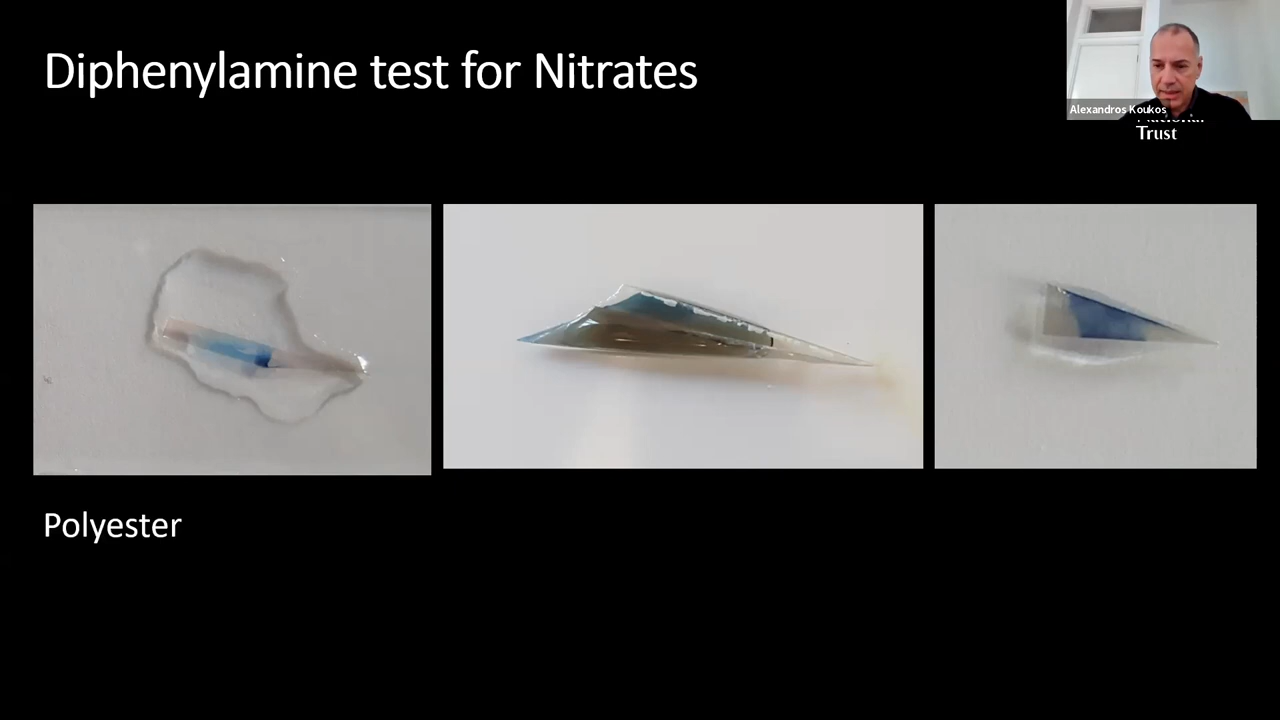 Diphenylamine test for Nitrates
Alexandros Koukos
Trust
Polyester